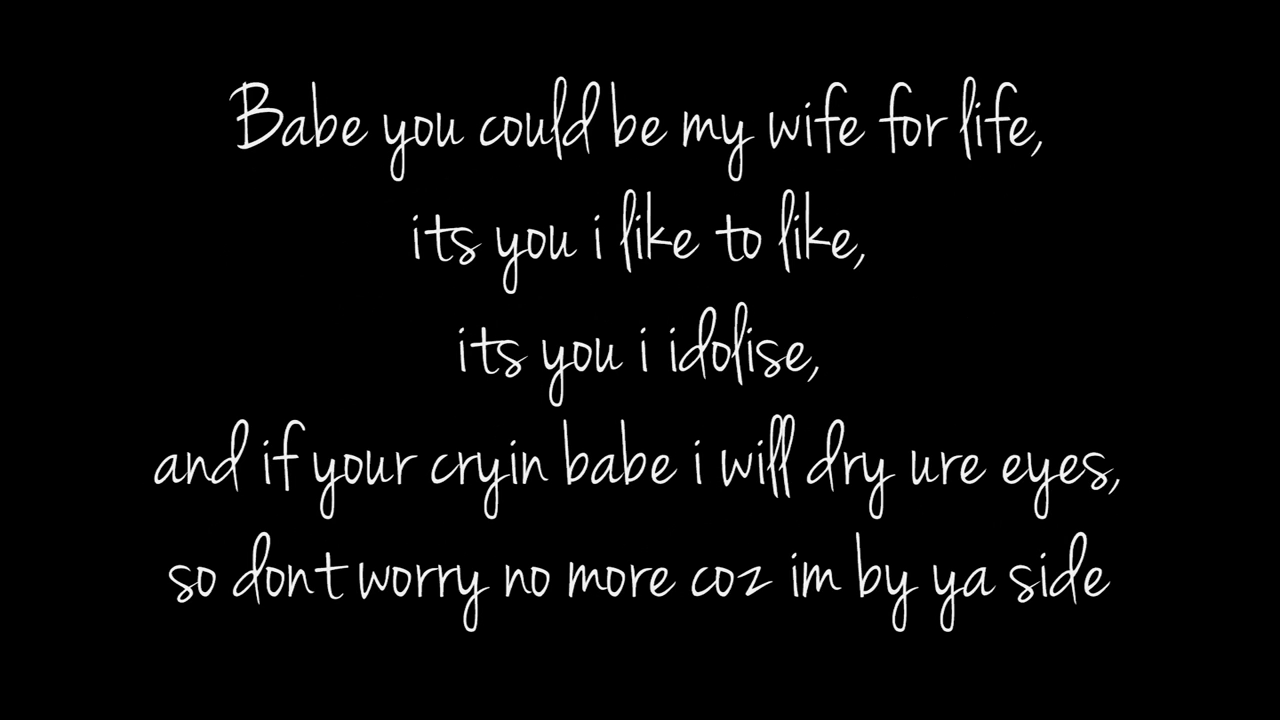 Babe you could be my wife for life,
its you i like to like,
its you i idolise,
and if your cryin babe i will dry ure eyes,
so dont worry no more coz im by ya side